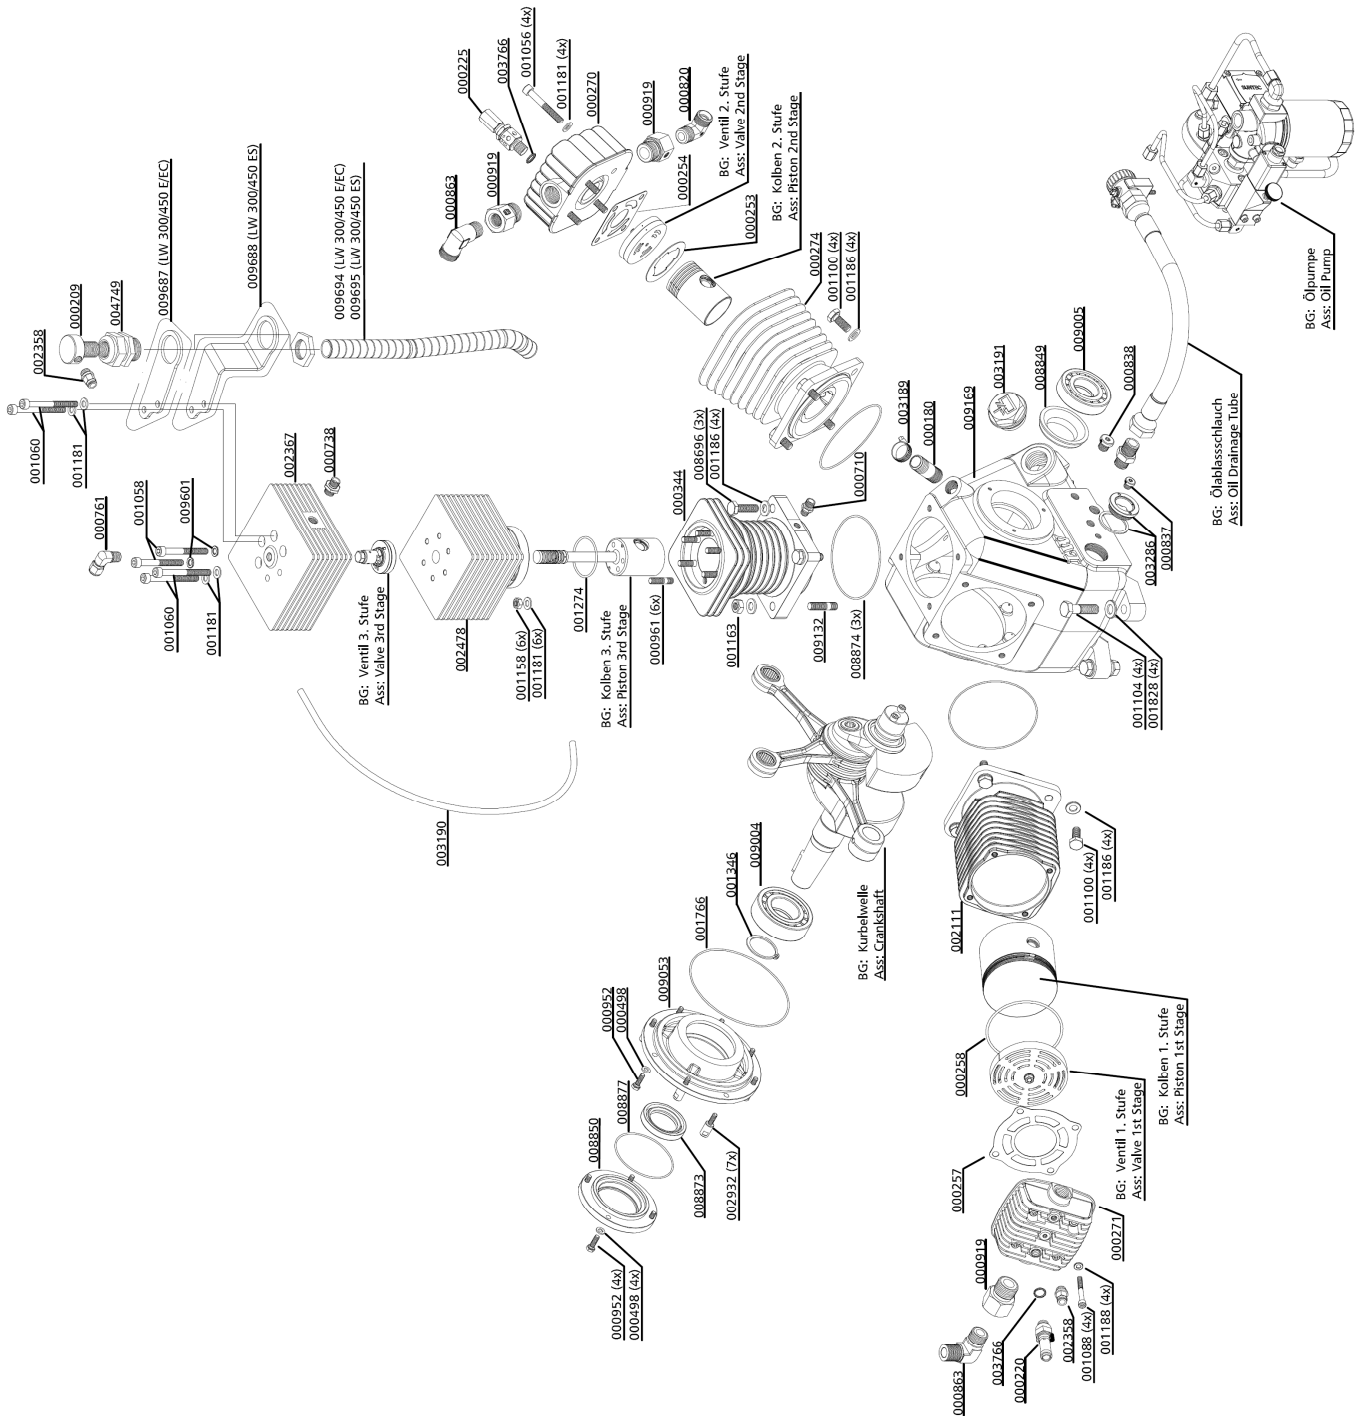 000225
003766
001056 (4x)
001181 (4x)
000270
000919
000820
000863
000919
000254
BG: Ventil 2. Stufe
Ass: Valve 2nd Stage
BG: Kolben 2. Stufe
Ass: Piston 2nd Stage
000253
000274
001100 (4x)
001186 (4x)
009687 (LW 300/450 E/EC)
009688 (LW 300/450 ES)
009694 (LW 300/450 E/EC)
009695 (LW 300/450 ES)
004749
000209
002358
001060
001181
002367
000738
000761
001058
009601
001060
001181
BG: Ventil 3. Stufe
Ass: Valve 3rd Stage
002478
001158 (6x)
001181 (6x)
001274
BG: Kolben 3. Stufe
Ass: Piston 3rd Stage
000961 (6x)
000344
008696 (3x)
001186 (4x)
000710
001163
009132
008874 (3x)
003189
000180
009169
003191
008849
009005
000838
SUNTEC
BG: Ölpumpe
Ass: Oil Pump
BG: Ölablassschlauch
Ass: Oil Drainage Tube
003286
000837
001104 (4x)
001828 (4x)
003190
BG: Kurbelwelle
Ass: Crankshaft
009004
001346
001766
009053
000952
000498
008877
008850
008873
002932 (7x)
000952 (4x)
000498 (4x)
002111
001100 (4x)
001186 (4x)
BG: Kolben 1. Stufe
Ass: Piston 1st Stage
000258
BG: Ventil 1. Stufe
Ass: Valve 1st Stage
000257
000271
000919
000863
003766
000220
002358
001088 (4x)
001188 (4x)